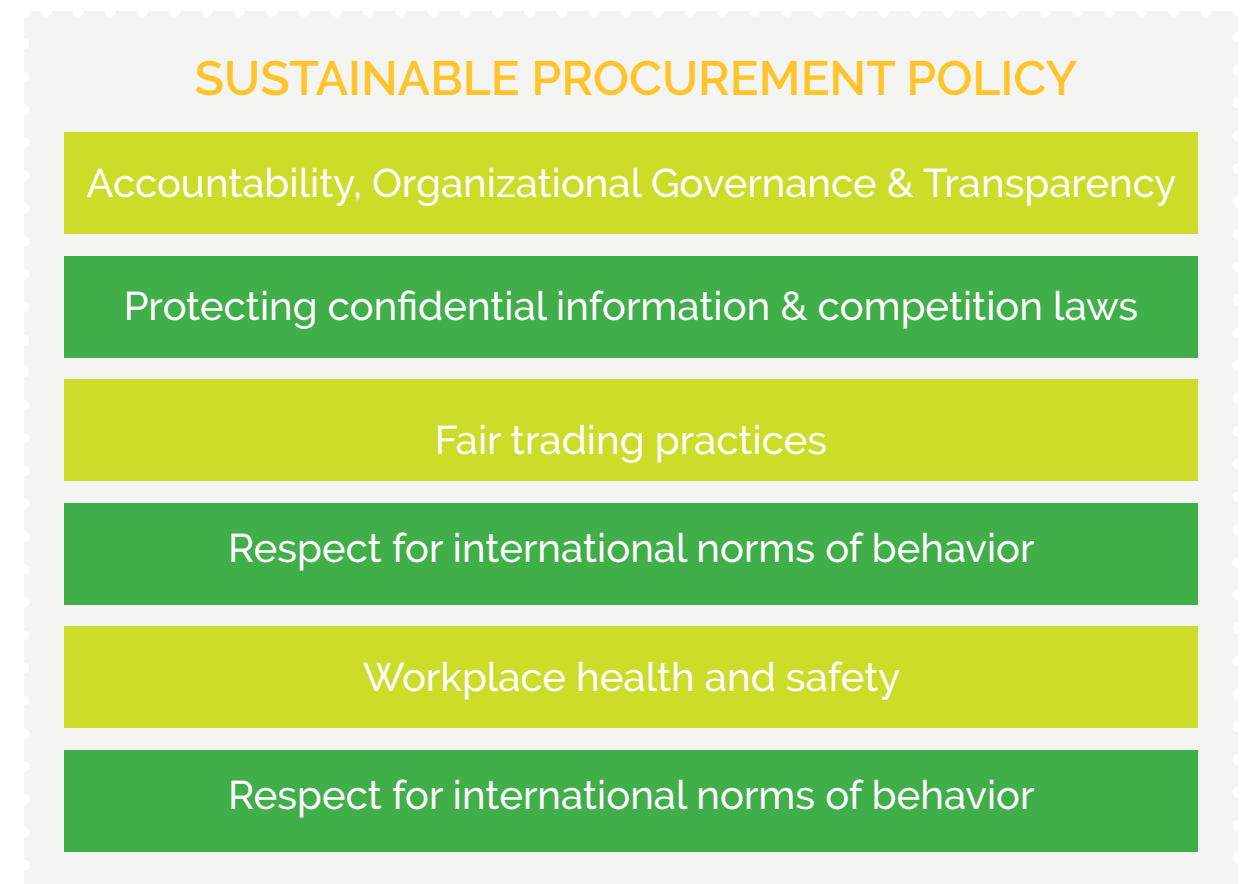 SUSTAINABLE PROCUREMENT POLICY
Accountability, Organizational Governance & Transparency
Protecting confidential information & competition laws
Fair trading practices
Respect for international norms of behavior
Workplace health and safety
Respect for international norms of behavior